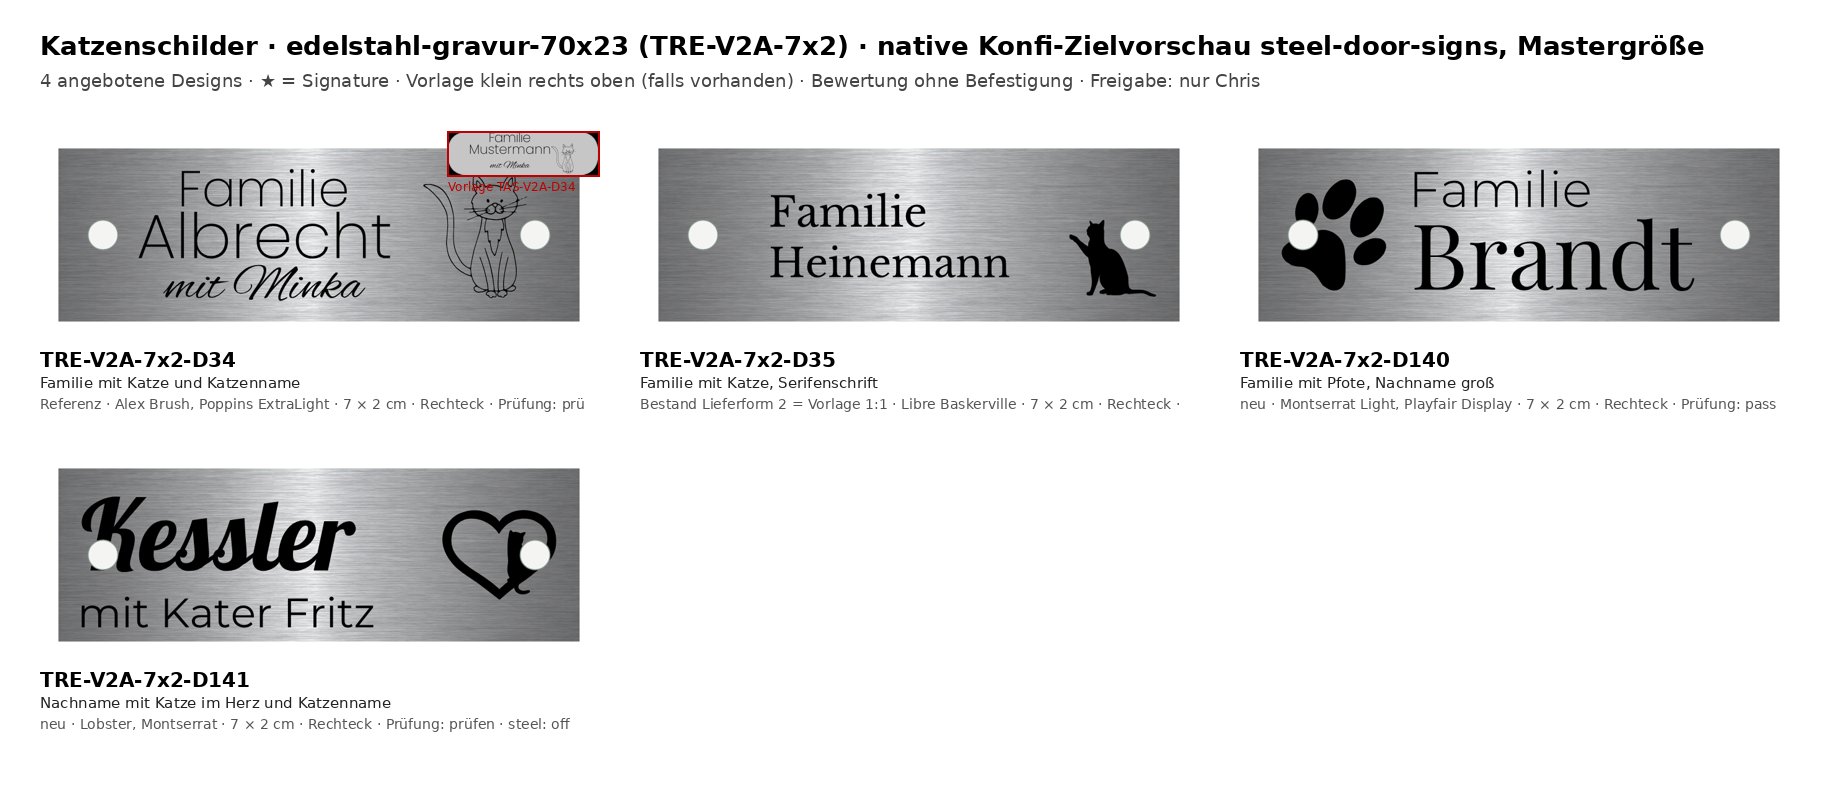 Katzenschilder · edelstahl-gravur-70x23 (TRE-V2A-7x2) · native Konfi-Zielvorschau steel-door-signs, Mastergröße
4 angebotene Designs · ★ = Signature · Vorlage klein rechts oben (falls vorhanden) · Bewertung ohne Befestigung · Freigabe: nur Chris
Familie
Mustermann
mit Minka
Vorlage TAS-V2A-D34
Familie
Albrecht
mit Minka
Familie
Heinemann
Familie
Brandt
TRE-V2A-7x2-D34
Familie mit Katze und Katzenname
Referenz · Alex Brush, Poppins ExtraLight · 7 × 2 cm · Rechteck · Prüfung: prü
TRE-V2A-7x2-D35
Familie mit Katze, Serifenschrift
Bestand Lieferform 2 = Vorlage 1:1 · Libre Baskerville · 7 × 2 cm · Rechteck ·
TRE-V2A-7x2-D140
Familie mit Pfote, Nachname groß
neu · Montserrat Light, Playfair Display · 7 × 2 cm · Rechteck · Prüfung: pass
Kessler
mit Kater Fritz
TRE-V2A-7x2-D141
Nachname mit Katze im Herz und Katzenname
neu · Lobster, Montserrat · 7 × 2 cm · Rechteck · Prüfung: prüfen · steel: off